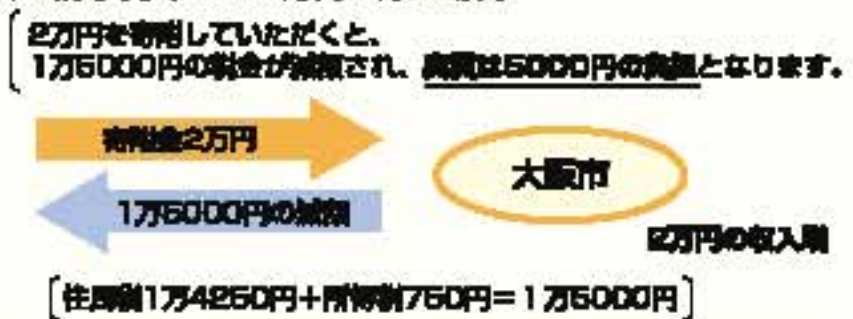 2万円を寄附していただくと、
1万5000円の税金が減額され、実質は5000円の負担となります。
寄附金2万円
大阪市
1万5000円の減額
2万円の収入増
住民税1万4250円+所得税750円=1万5000円